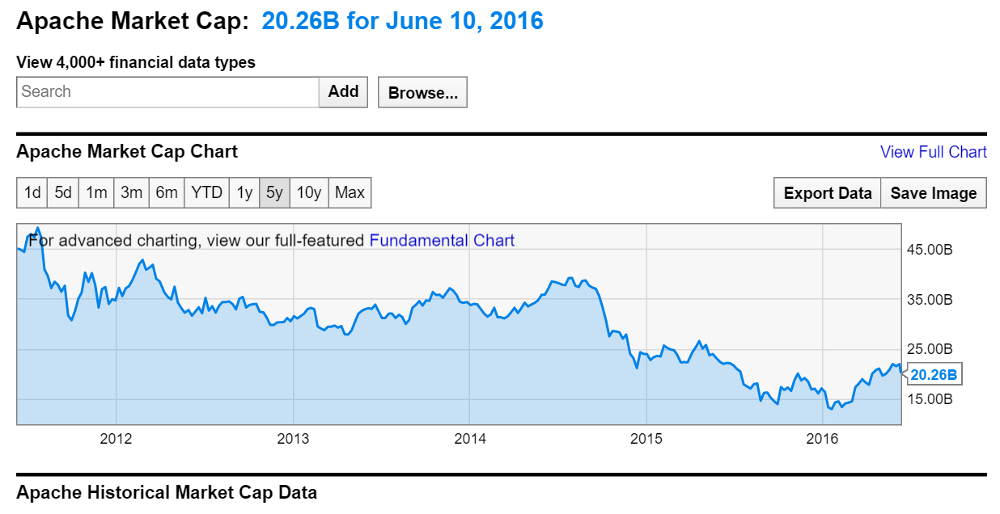 Apache Market Cap: 20.26B for June 10, 2016
View 4,000+ financial data types
Search Add Browse...
Apache Market Cap Chart View Full Chart
1d 5d 1m 3m 6m YTD 1y 5y 10y Max Export Data Save Image
For advanced charting, view our full-featured Fundamental Chart
45.00B
35.00B
25.00B
20.26B
15.00B
2012 2013 2014 2015 2016
Apache Historical Market Cap Data